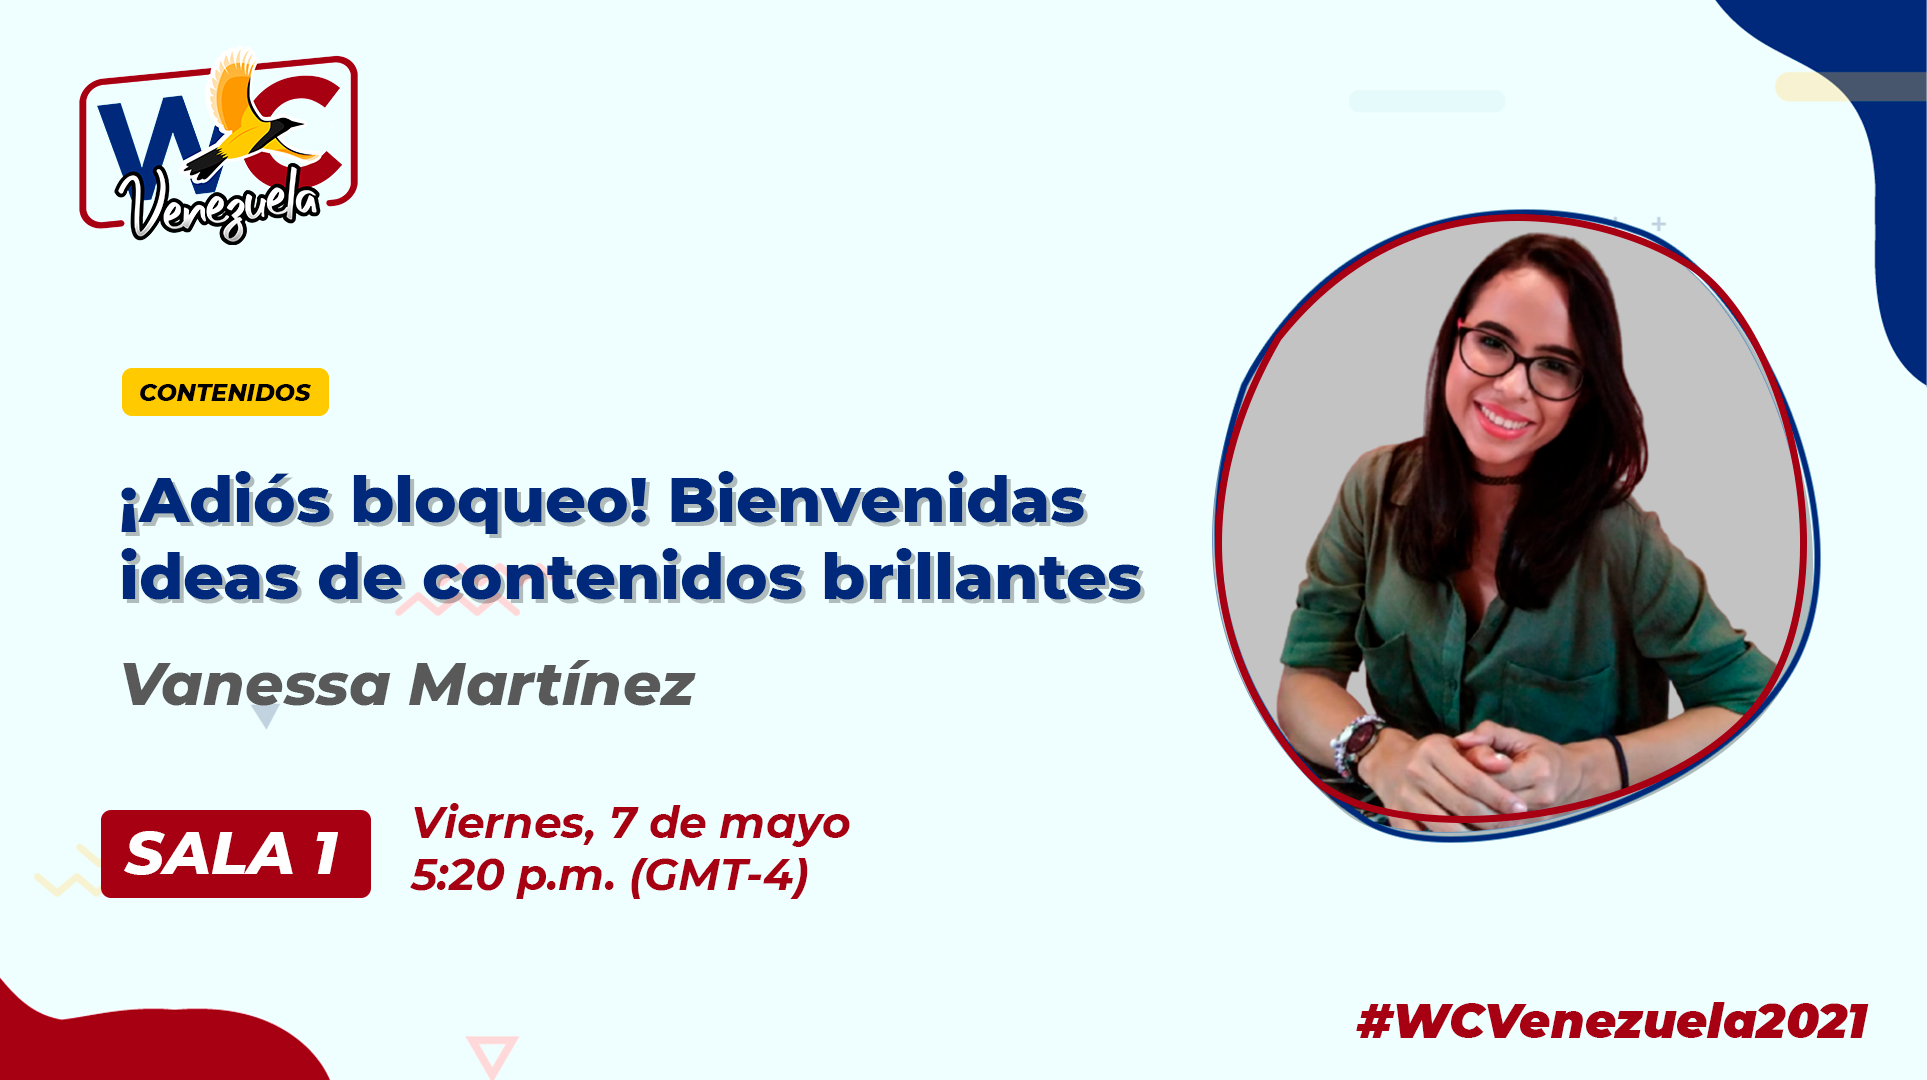 WC
Venezuela
CONTENIDOS
¡Adiós bloqueo! Bienvenidas
ideas de contenidos brillantes
Vanessa Martínez
SALA 1
Viernes, 7 de mayo
5:20 p.m. (GMT-4)
#WCVenezuela2021